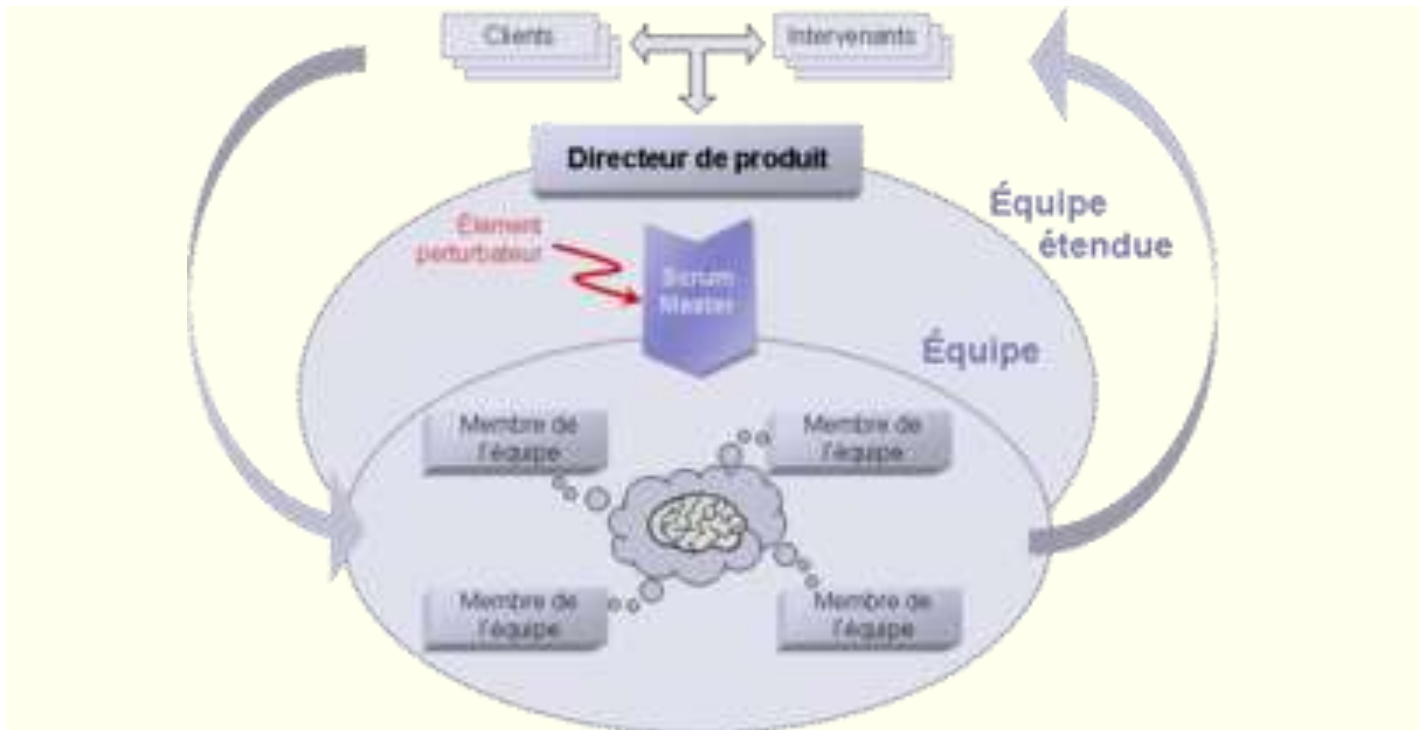 Clients
Intervenants
Directeur de produit
Équipe
étendue
Élement
perturbateur
Scrum
Master
Équipe
Membre de
l'équipe
Membre de
l'équipe
Membre de
l'équipe
Membre de
l'équipe